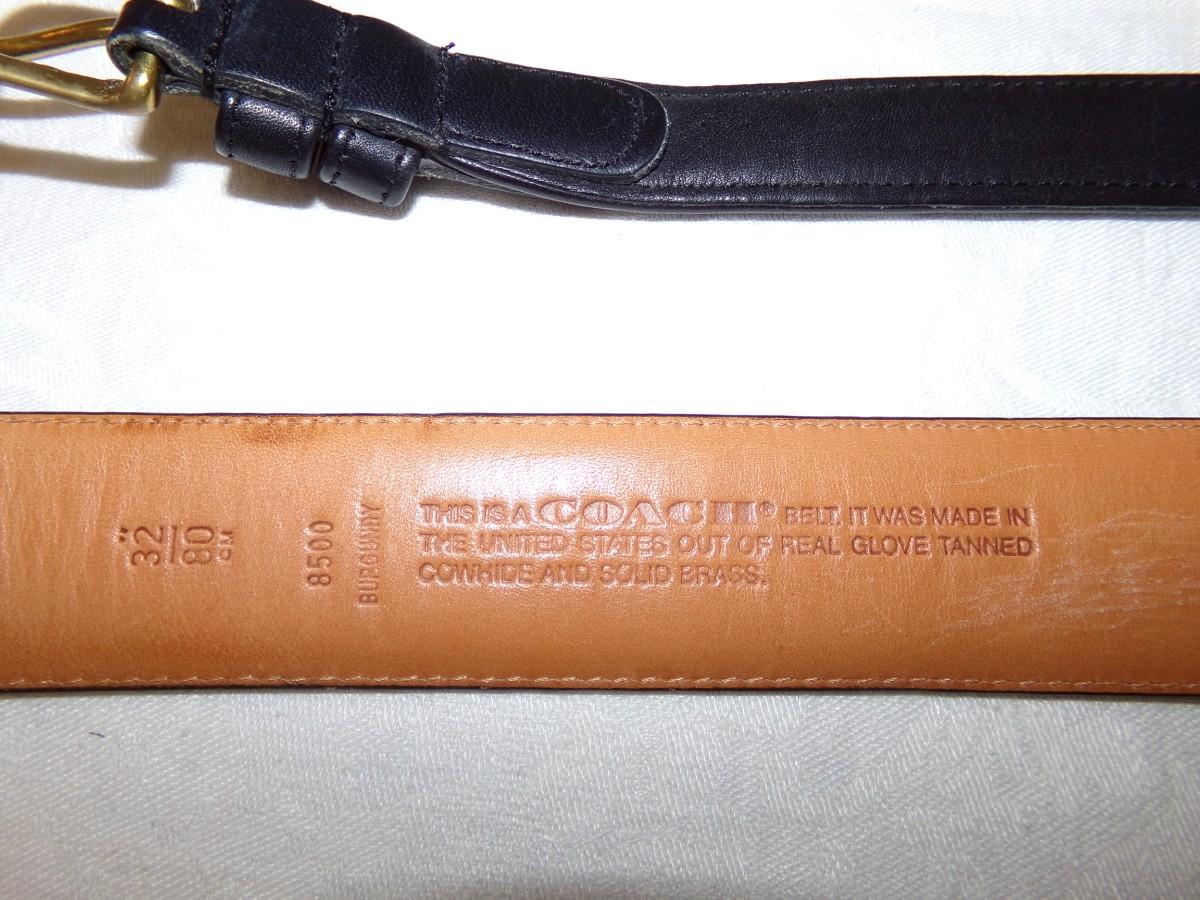 32"
80 CM
8500
BURGUNDY
THIS IS A COACH® BELT. IT WAS MADE IN
THE UNITED STATES OUT OF REAL GLOVE TANNED
COWHIDE AND SOLID BRASS.